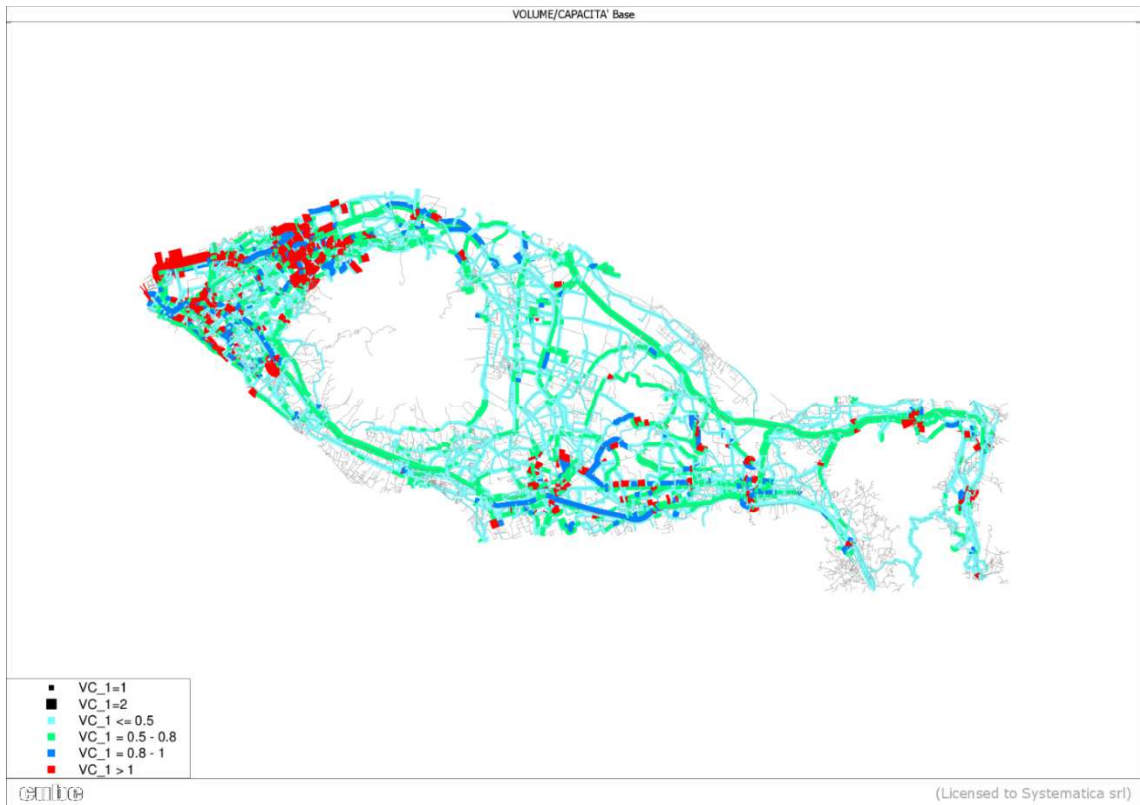 VOLUME/CAPACITA' Base
VC_1=1
VC_1=2
VC_1 <= 0.5
VC_1 = 0.5 - 0.8
VC_1 = 0.8 - 1
VC_1 > 1
cube
(Licensed to Systematica srl)